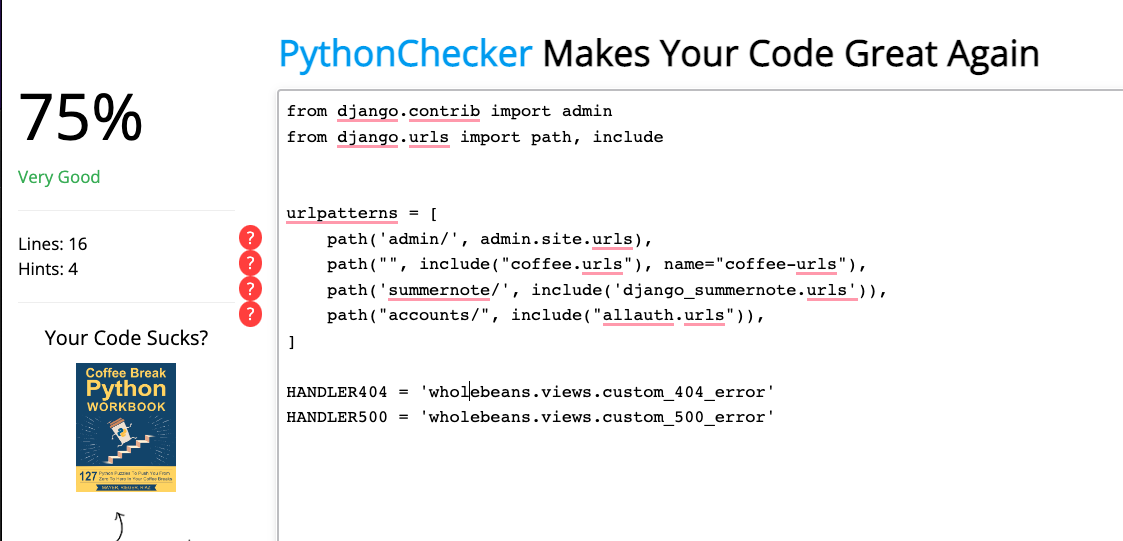 PythonChecker Makes Your Code Great Again
75%
Very Good
Lines: 16
Hints: 4
?
?
?
?
Your Code Sucks?
Coffee Break
Python
WORKBOOK
127 Python Puzzles To Push You From
Zero To Hero In Your Coffee Breaks
from django.contrib import admin
from django.urls import path, include
urlpatterns = [
    path('admin/', admin.site.urls),
    path("", include("coffee.urls"), name="coffee-urls"),
    path('summernote/', include('django_summernote.urls')),
    path("accounts/", include("allauth.urls")),
]
HANDLER404 = 'wholebeans.views.custom_404_error'
HANDLER500 = 'wholebeans.views.custom_500_error'